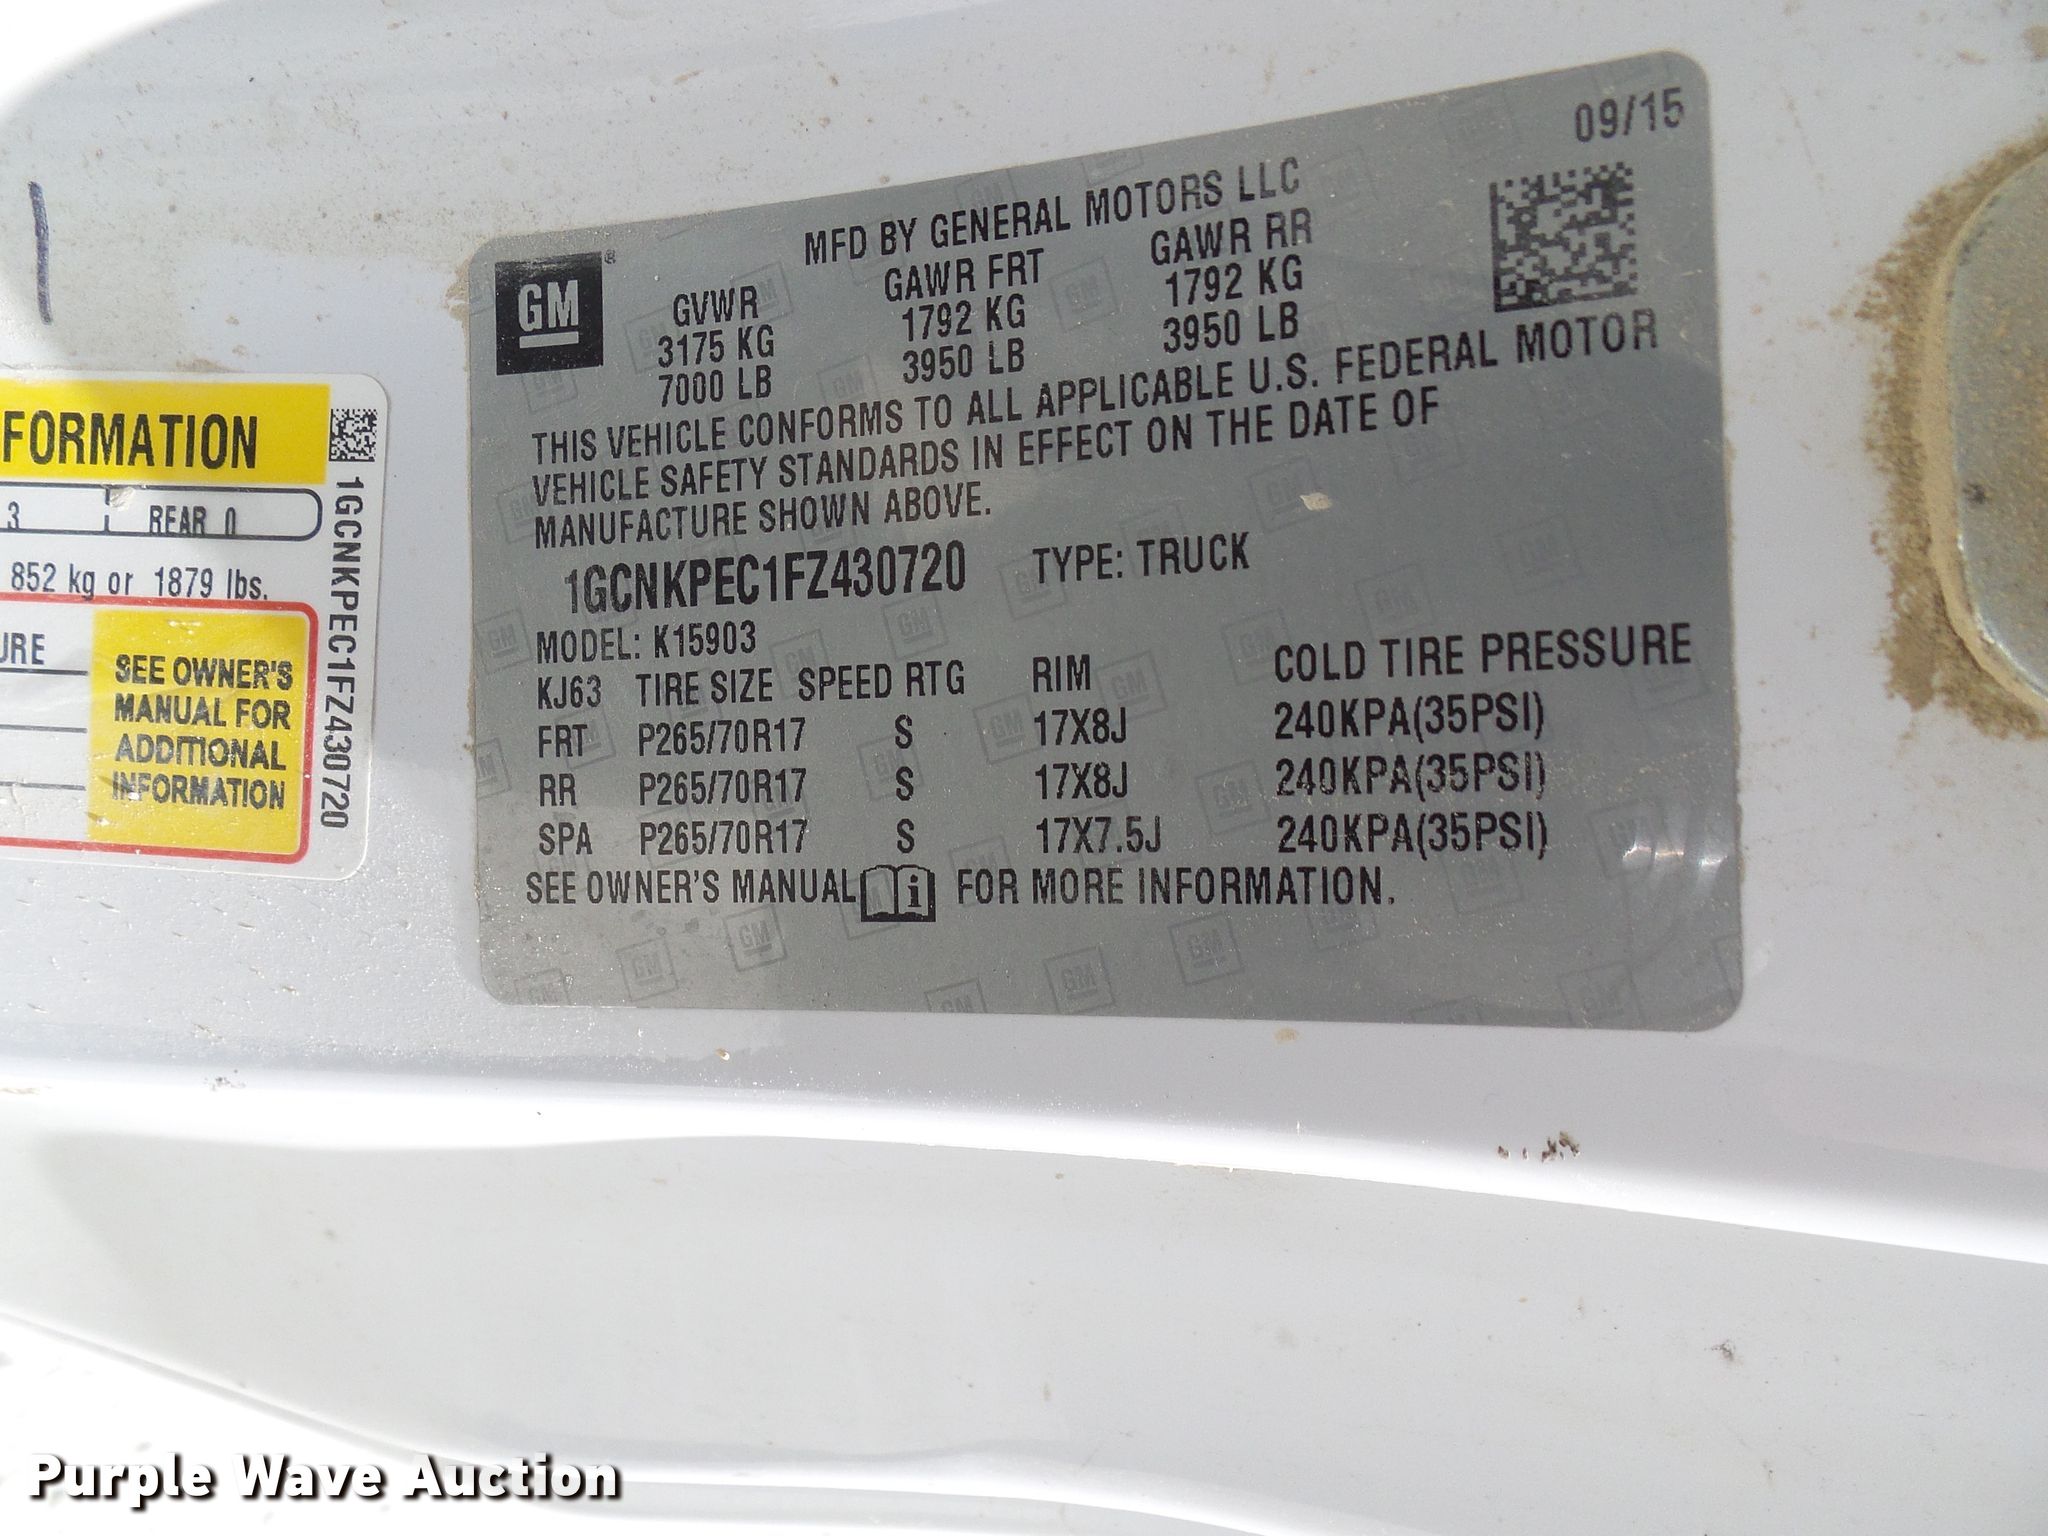 09/15
MFD BY GENERAL MOTORS LLC
GM ®
GVWR GAWR FRT GAWR RR
3175 KG 1792 KG 1792 KG
7000 LB 3950 LB 3950 LB
THIS VEHICLE CONFORMS TO ALL APPLICABLE U.S. FEDERAL MOTOR
VEHICLE SAFETY STANDARDS IN EFFECT ON THE DATE OF
MANUFACTURE SHOWN ABOVE.
1GCNKPEC1FZ430720 TYPE: TRUCK
MODEL: K15903
KJ63 TIRE SIZE SPEED RTG RIM COLD TIRE PRESSURE
FRT P265/70R17 S 17X8J 240KPA(35PSI)
RR P265/70R17 S 17X8J 240KPA(35PSI)
SPA P265/70R17 S 17X7.5J 240KPA(35PSI)
SEE OWNER'S MANUAL i FOR MORE INFORMATION.
FORMATION
3 REAR 0
852 kg or 1879 lbs.
URE
SEE OWNER'S
MANUAL FOR
ADDITIONAL
INFORMATION
1GCNKPEC1FZ430720
Purple Wave Auction